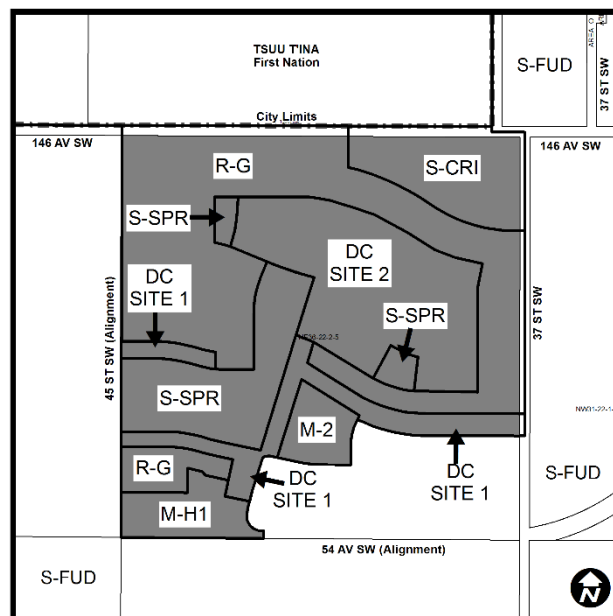 TSUU T'INA
First Nation
S-FUD
37 ST SW
City Limits
146 AV SW
146 AV SW
R-G
S-CRI
S-SPR
DC
SITE 2
DC
SITE 1
S-SPR
37 ST SW
45 ST SW (Alignment)
S-SPR
M-2
R-G
DC
SITE 1
DC
SITE 1
S-FUD
M-H1
54 AV SW (Alignment)
S-FUD
N